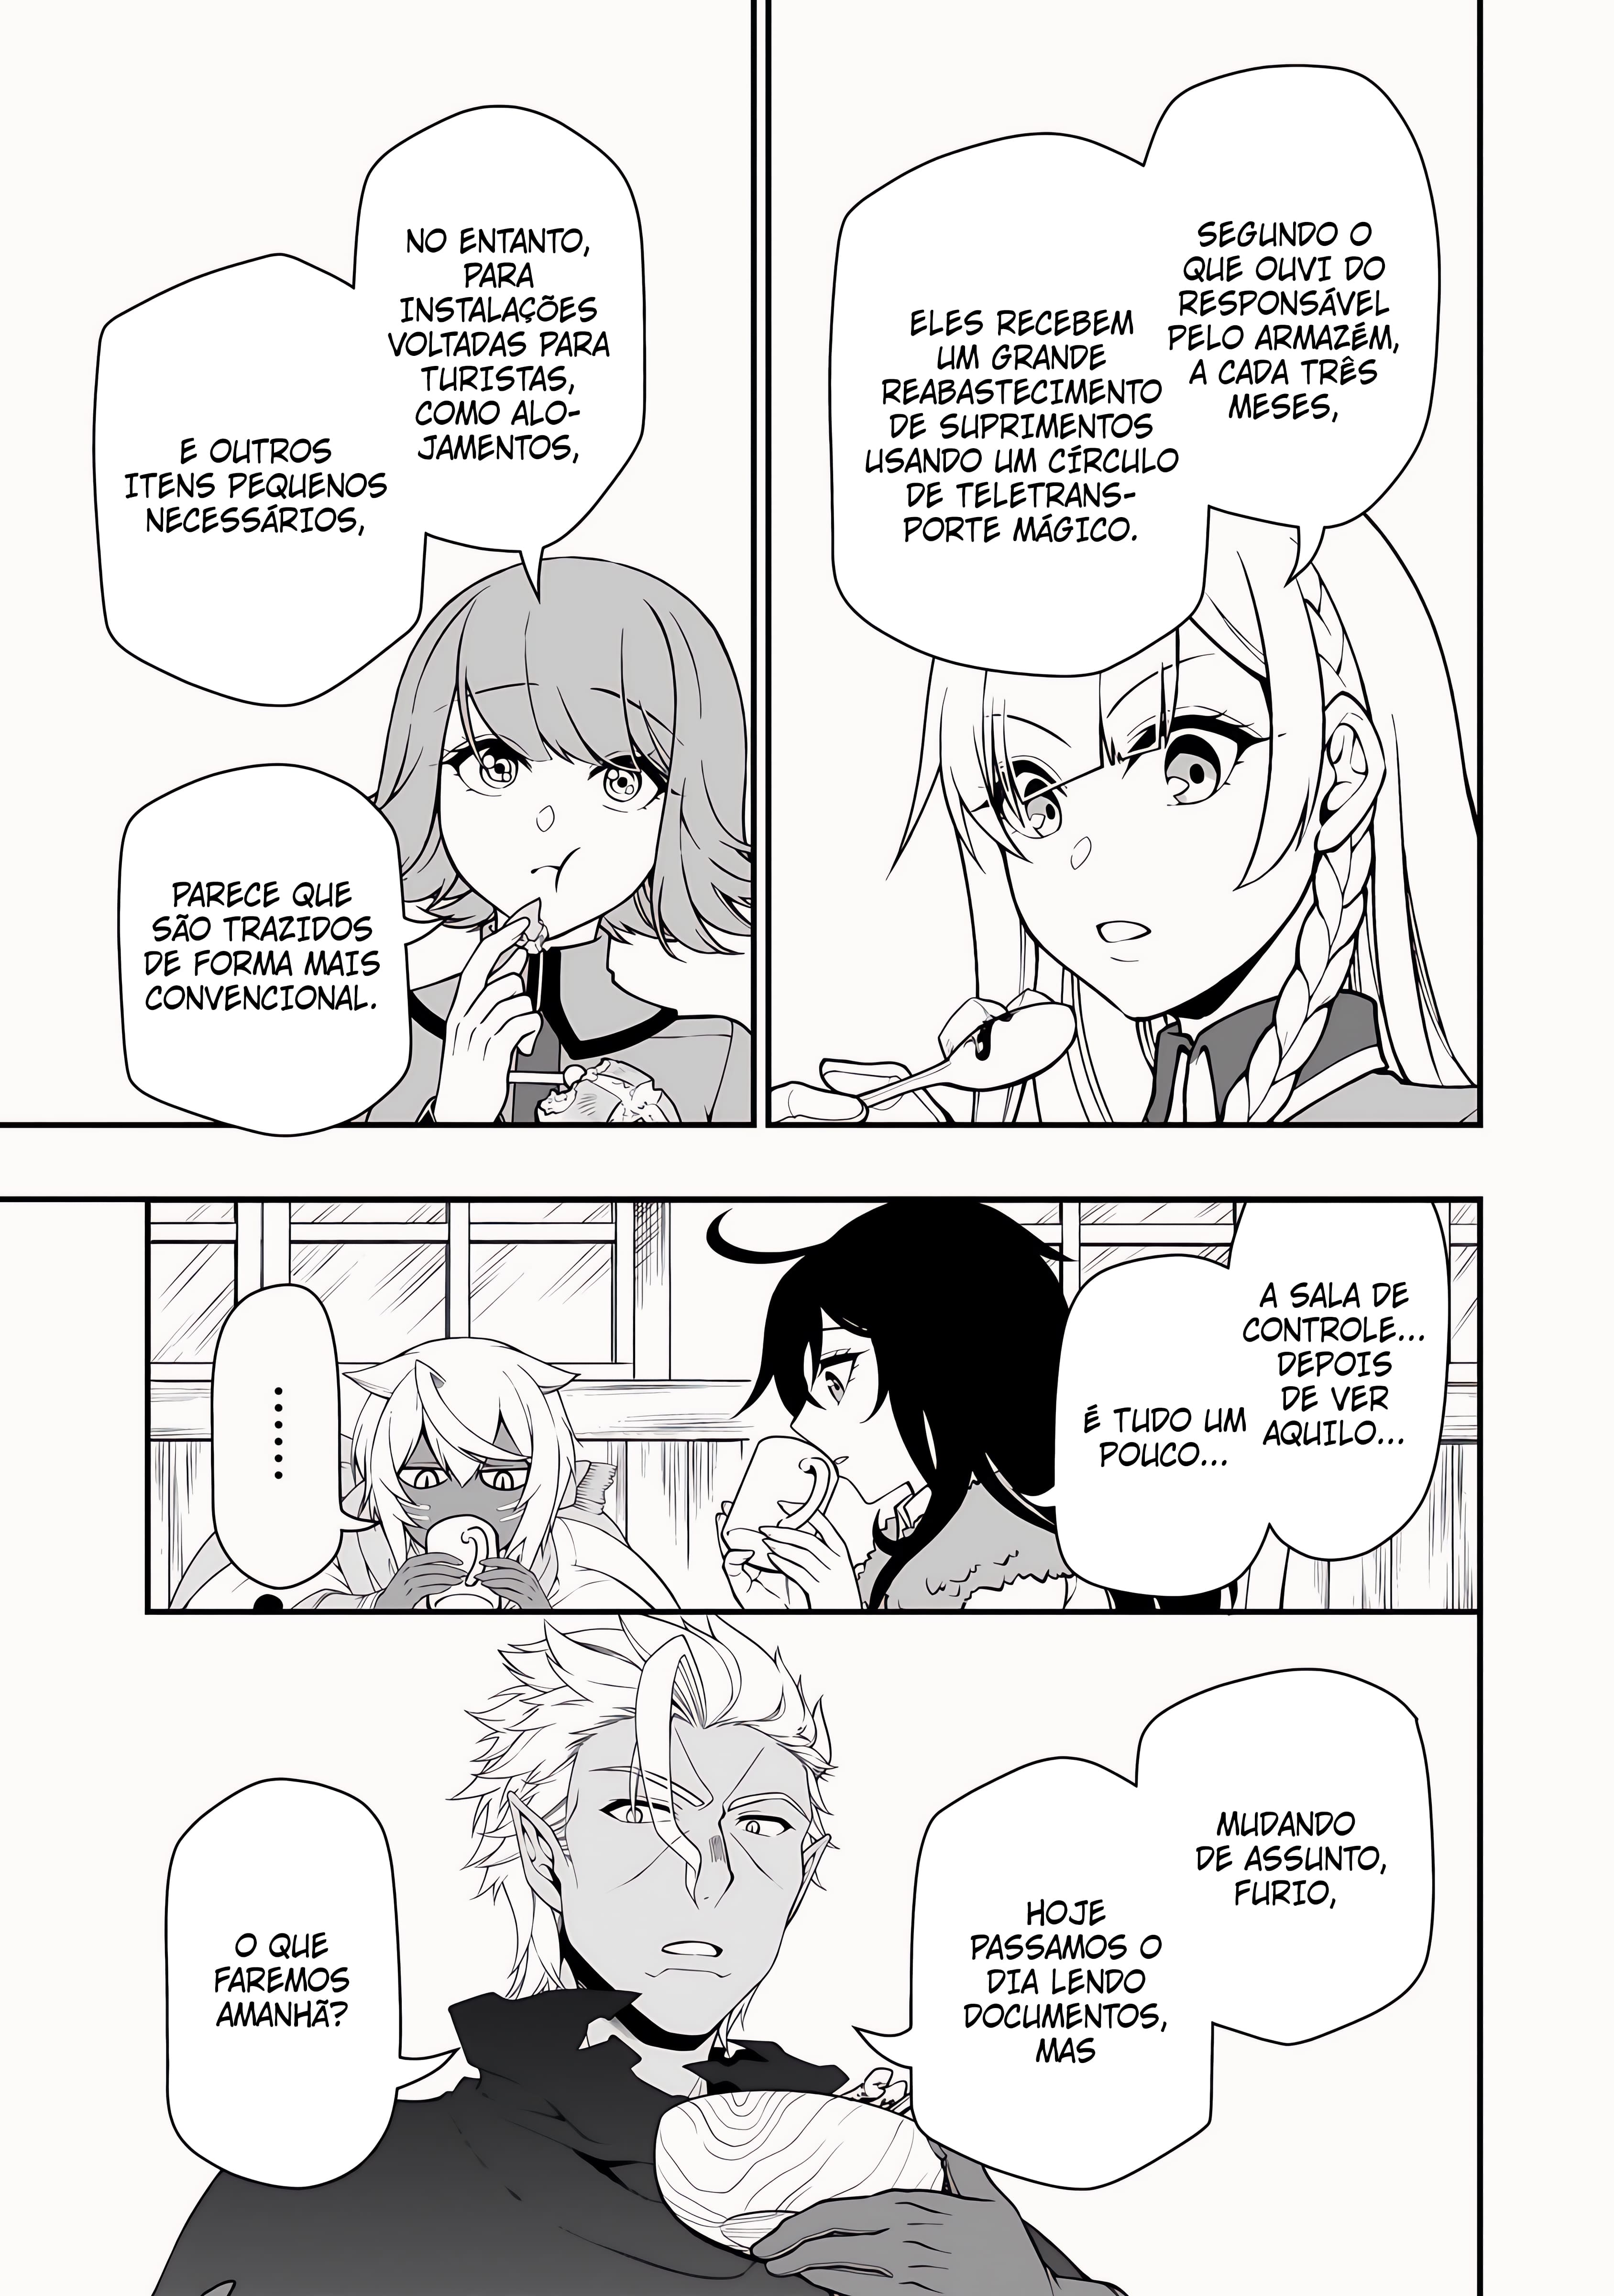 SEGUNDO O
QUE OUVI DO
RESPONSÁVEL
PELO ARMAZÉM,
A CADA TRÊS
MESES,
ELES RECEBEM
UM GRANDE
REABASTECIMENTO
DE SUPRIMENTOS
USANDO UM CÍRCULO
DE TELETRANS-
PORTE MÁGICO.
NO ENTANTO,
PARA
INSTALAÇÕES
VOLTADAS PARA
TURISTAS,
COMO ALO-
JAMENTOS,
E OUTROS
ITENS PEQUENOS
NECESSÁRIOS,
PARECE QUE
SÃO TRAZIDOS
DE FORMA MAIS
CONVENCIONAL.
A SALA DE
CONTROLE...
DEPOIS
DE VER
AQUILO...
É TUDO UM
POUCO...
......
MUDANDO
DE ASSUNTO,
FURIO,
HOJE
PASSAMOS O
DIA LENDO
DOCUMENTOS,
MAS
O QUE
FAREMOS
AMANHÃ?